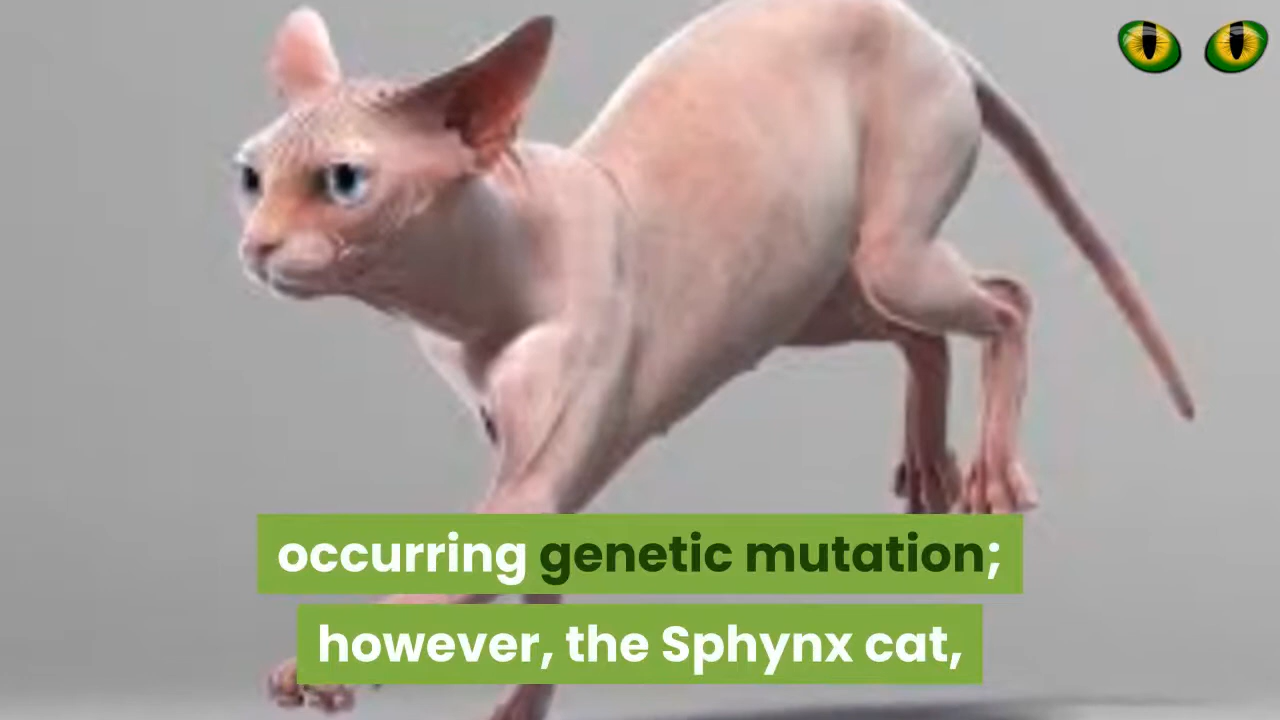 occurring genetic mutation;
however, the Sphynx cat,